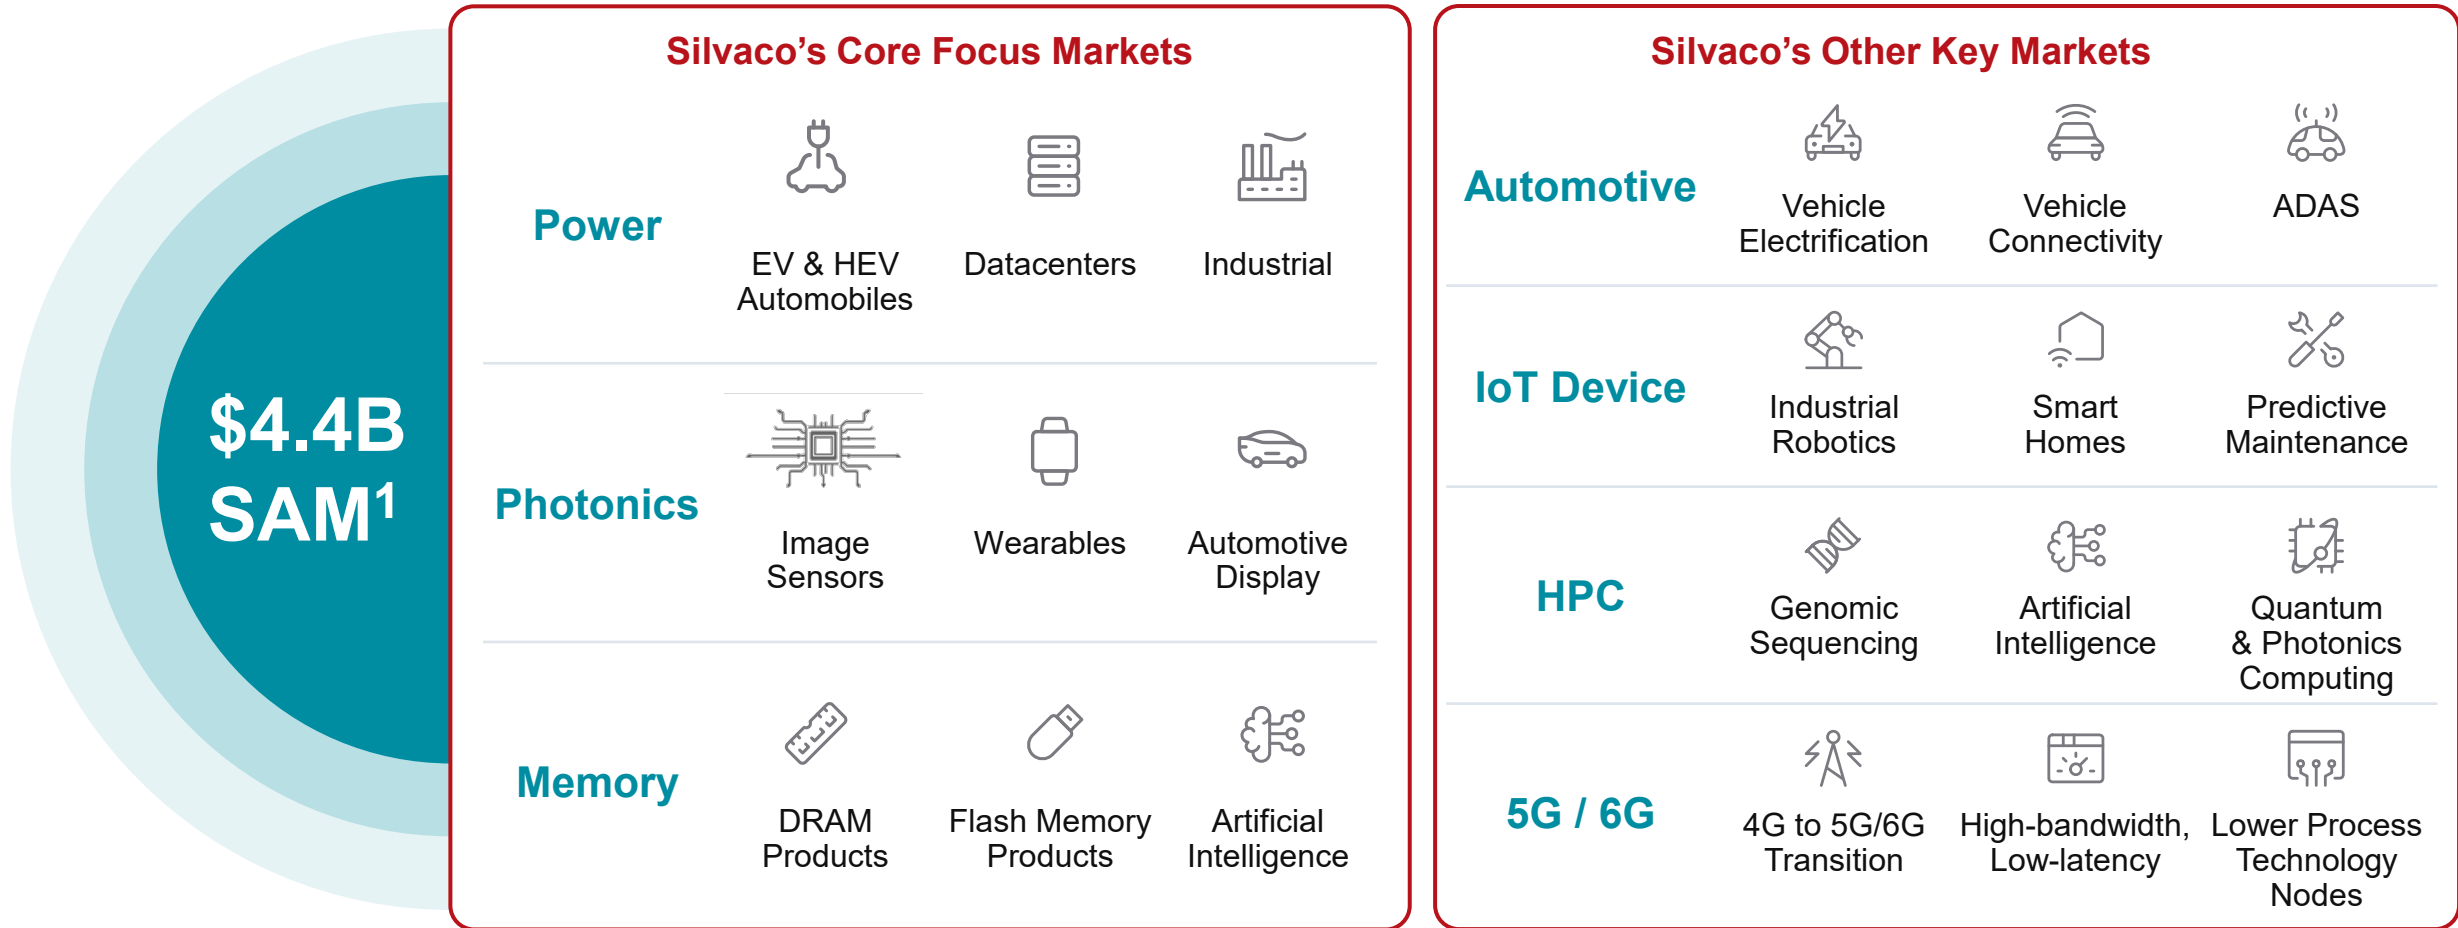 $4.4B
SAM¹
Silvaco’s Core Focus Markets
Power
EV & HEV
Automobiles
Datacenters
Industrial
Photonics
Image
Sensors
Wearables
Automotive
Display
Memory
DRAM
Products
Flash Memory
Products
Artificial
Intelligence
Silvaco’s Other Key Markets
Automotive
Vehicle
Electrification
Vehicle
Connectivity
ADAS
IoT Device
Industrial
Robotics
Smart
Homes
Predictive
Maintenance
HPC
Genomic
Sequencing
Artificial
Intelligence
Quantum
& Photonics
Computing
5G / 6G
4G to 5G/6G
Transition
High-bandwidth,
Low-latency
Lower Process
Technology
Nodes